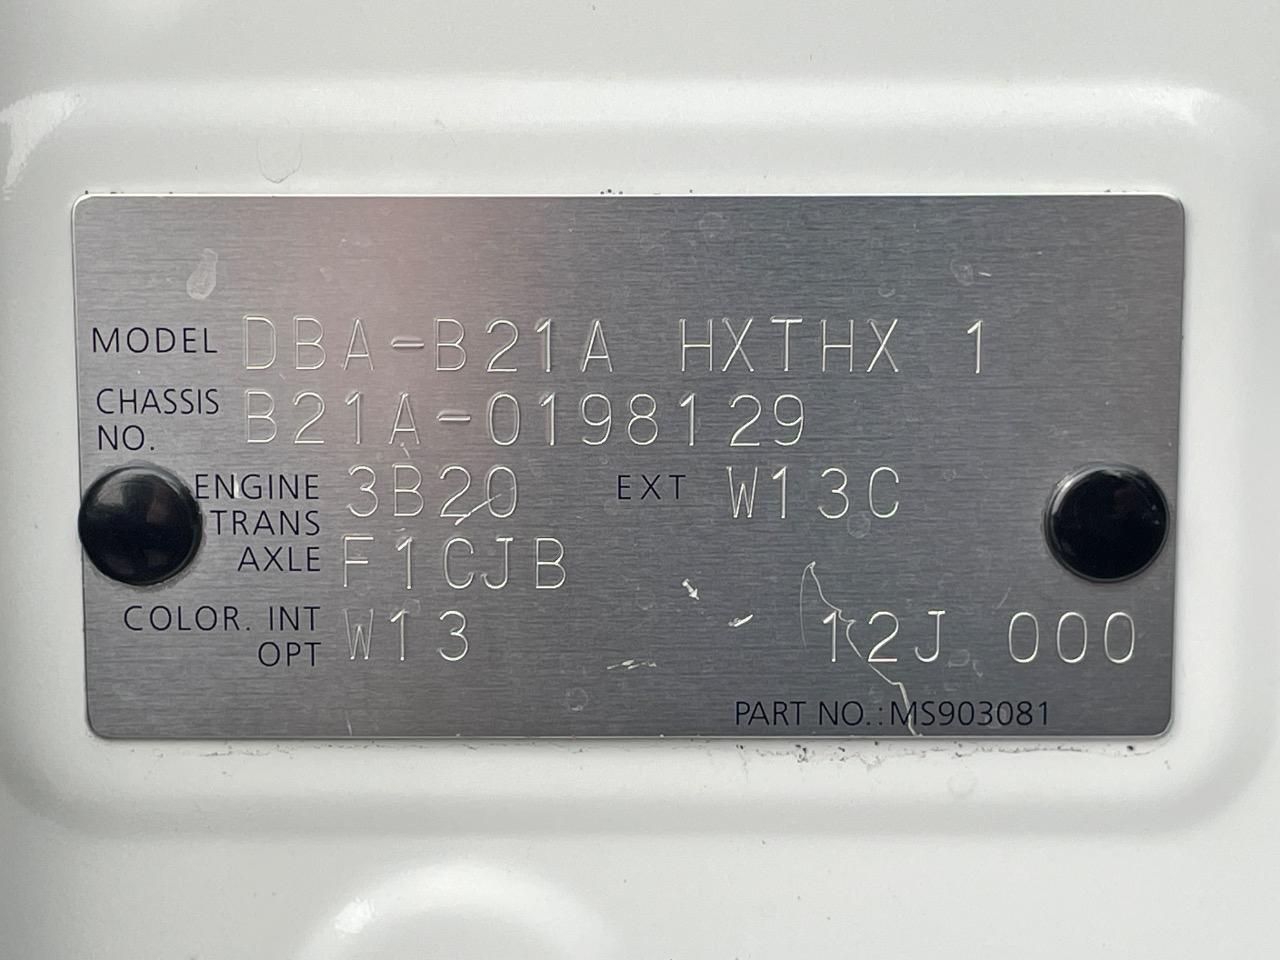 MODEL DBA-B21A HXTHX 1
CHASSIS NO. B21A-0198129
ENGINE 3B20 EXT W13C
TRANS AXLE F1CJB
COLOR. INT OPT W13 12J 000
PART NO.:MS903081